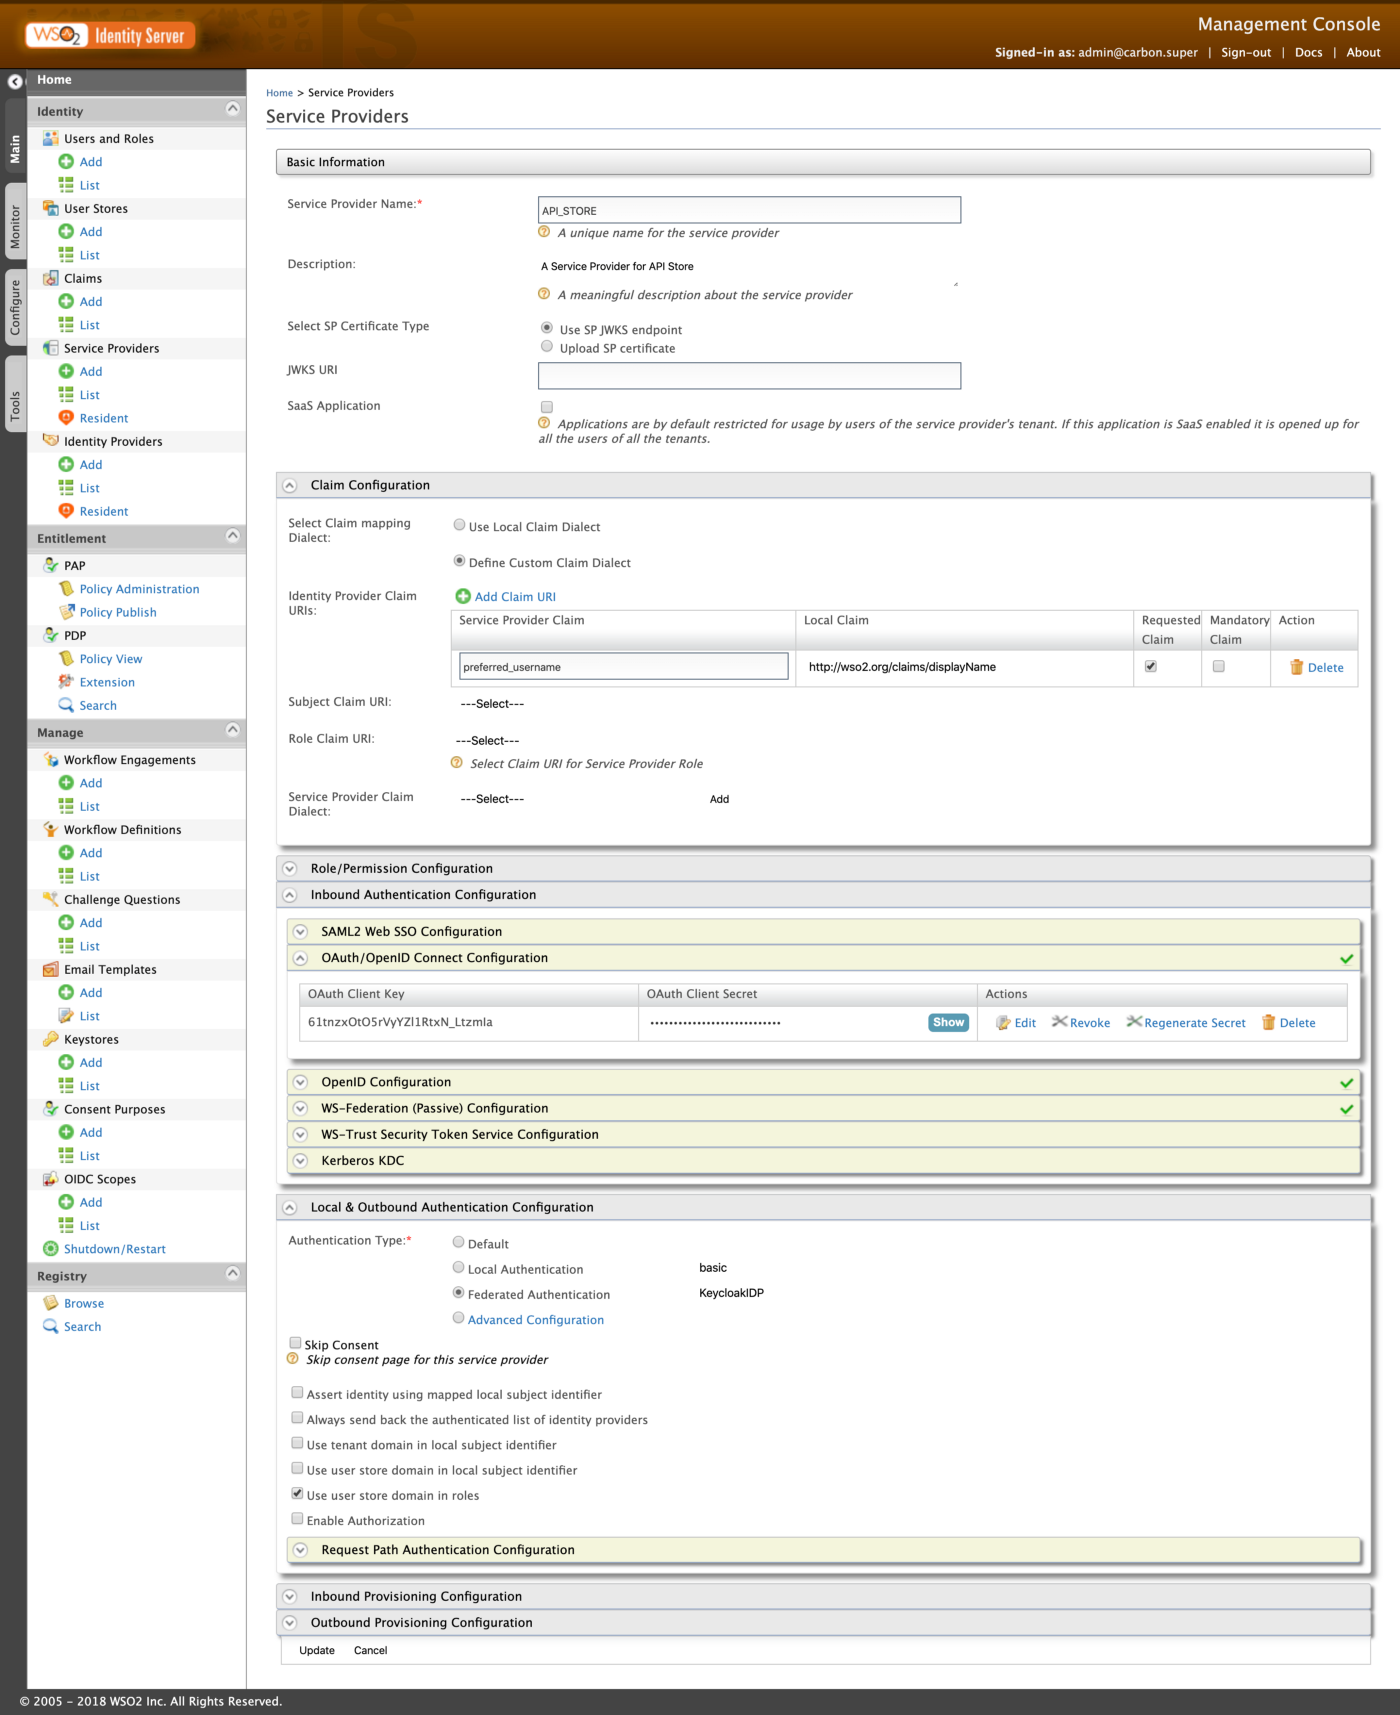 WSO2 Identity Server
Management Console
Signed-in as: admin@carbon.super | Sign-out | Docs | About
Main
Monitor
Configure
Tools
Home
Identity
Users and Roles
Add
List
User Stores
Add
List
Claims
Add
List
Service Providers
Add
List
Resident
Identity Providers
Add
List
Resident
Entitlement
PAP
Policy Administration
Policy Publish
PDP
Policy View
Extension
Search
Manage
Workflow Engagements
Add
List
Workflow Definitions
Add
List
Challenge Questions
Add
List
Email Templates
Add
List
Keystores
Add
List
Consent Purposes
Add
List
OIDC Scopes
Add
List
Shutdown/Restart
Registry
Browse
Search
Home > Service Providers
Service Providers
Basic Information
Service Provider Name:* API_STORE
A unique name for the service provider
Description: A Service Provider for API Store
A meaningful description about the service provider
Select SP Certificate Type Use SP JWKS endpoint
Upload SP certificate
JWKS URI
SaaS Application
Applications are by default restricted for usage by users of the service provider's tenant. If this application is SaaS enabled it is opened up for
all the users of all the tenants.
Claim Configuration
Select Claim mapping
Dialect:
Use Local Claim Dialect
Define Custom Claim Dialect
Identity Provider Claim
URIs:
Add Claim URI
Service Provider Claim Local Claim Requested Claim Mandatory Claim Action
preferred_username http://wso2.org/claims/displayName Delete
Subject Claim URI: ---Select---
Role Claim URI: ---Select---
Select Claim URI for Service Provider Role
Service Provider Claim
Dialect:
---Select--- Add
Role/Permission Configuration
Inbound Authentication Configuration
SAML2 Web SSO Configuration
OAuth/OpenID Connect Configuration
OAuth Client Key OAuth Client Secret Actions
61tnzxOtO5rVyYZl1RtxN_LtzmIa ···························· Show Edit Revoke Regenerate Secret Delete
OpenID Configuration
WS-Federation (Passive) Configuration
WS-Trust Security Token Service Configuration
Kerberos KDC
Local & Outbound Authentication Configuration
Authentication Type:* Default
Local Authentication basic
Federated Authentication KeycloakIDP
Advanced Configuration
Skip Consent
Skip consent page for this service provider
Assert identity using mapped local subject identifier
Always send back the authenticated list of identity providers
Use tenant domain in local subject identifier
Use user store domain in local subject identifier
Use user store domain in roles
Enable Authorization
Request Path Authentication Configuration
Inbound Provisioning Configuration
Outbound Provisioning Configuration
Update Cancel
© 2005 - 2018 WSO2 Inc. All Rights Reserved.